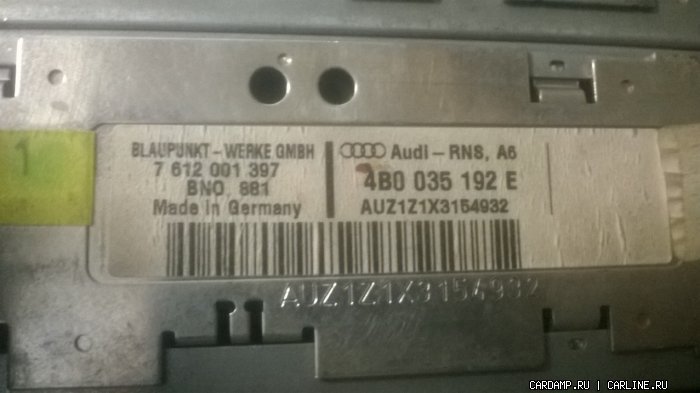 1
BLAUPUNKT - WERKE GMBH
7 612 001 397
BNO. 881
Made in Germany
Audi - RNS, A6
4B0 035 192 E
AUZ1Z1X3154932
AUZ1Z1X3154932
CARDAMP.RU | CARLINE.RU